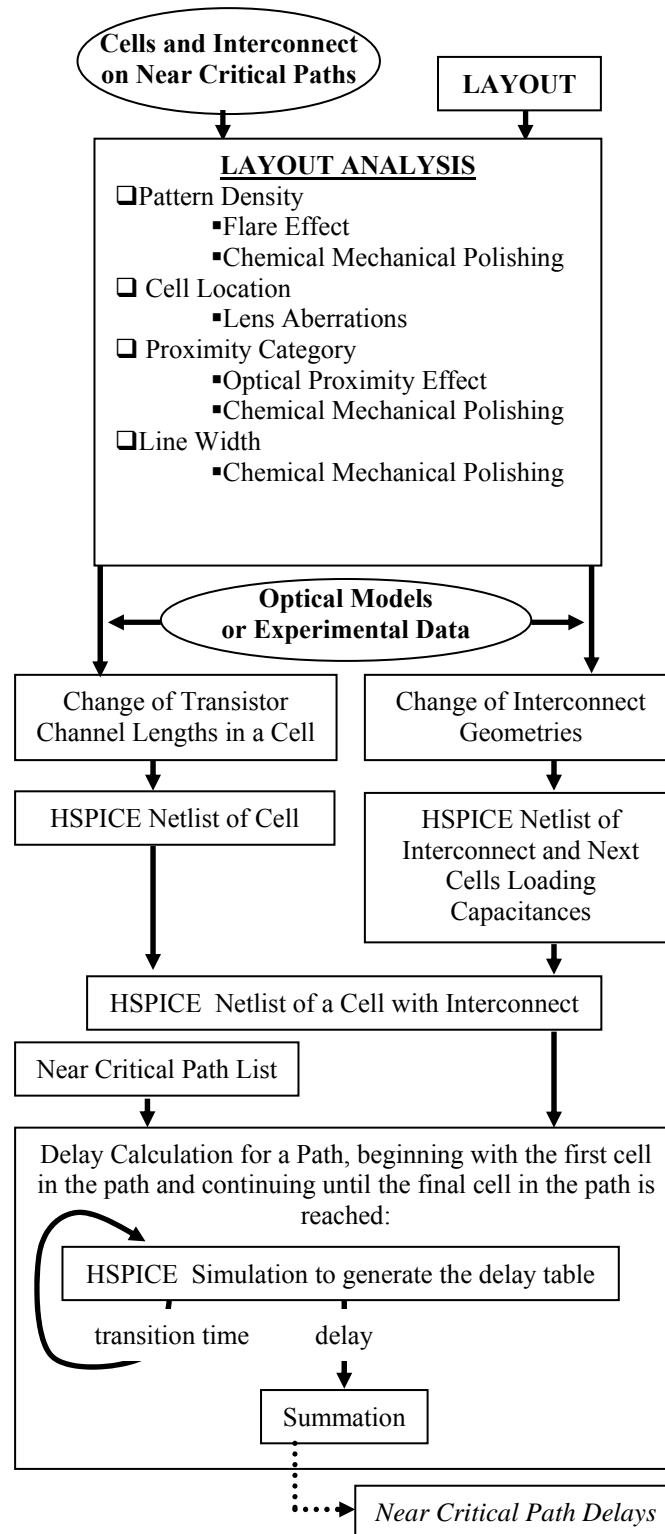 Cells and Interconnect
on Near Critical Paths
LAYOUT
LAYOUT ANALYSIS
❑Pattern Density
▪Flare Effect
▪Chemical Mechanical Polishing
❑ Cell Location
▪Lens Aberrations
❑ Proximity Category
▪Optical Proximity Effect
▪Chemical Mechanical Polishing
❑Line Width
▪Chemical Mechanical Polishing
Optical Models
or Experimental Data
Change of Transistor
Channel Lengths in a Cell
Change of Interconnect
Geometries
HSPICE Netlist of Cell
HSPICE Netlist of
Interconnect and Next
Cells Loading
Capacitances
HSPICE Netlist of a Cell with Interconnect
Near Critical Path List
Delay Calculation for a Path, beginning with the first cell
in the path and continuing until the final cell in the path is
reached:
HSPICE Simulation to generate the delay table
transition time
delay
Summation
Near Critical Path Delays